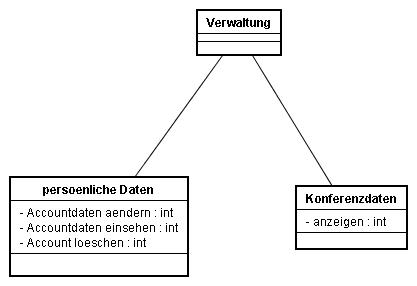 Verwaltung
persoenliche Daten
- Accountdaten aendern : int
- Accountdaten einsehen : int
- Account loeschen : int
Konferenzdaten
- anzeigen : int